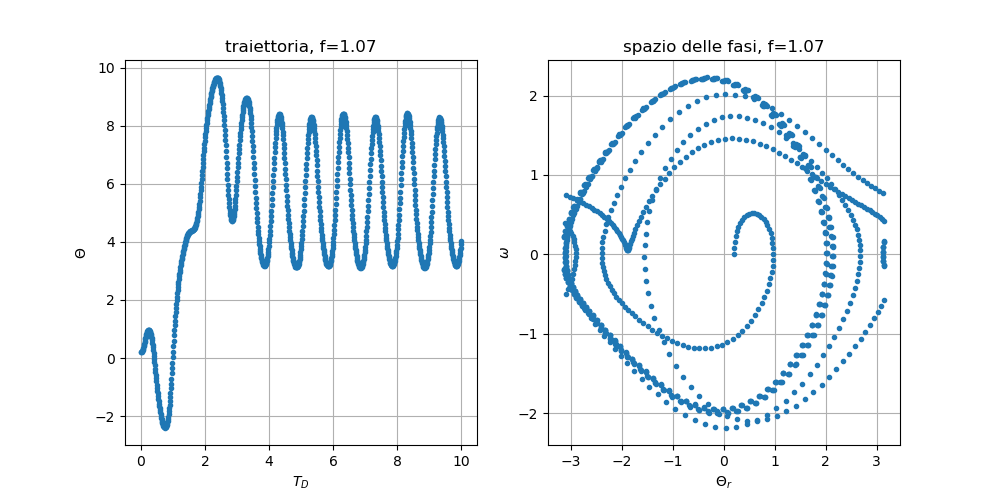 traiettoria, f=1.07
10
8
6
4
2
0
−2
Θ
0 2 4 6 8 10
T_D
spazio delle fasi, f=1.07
2
1
0
−1
−2
ω
−3 −2 −1 0 1 2 3
Θ_r